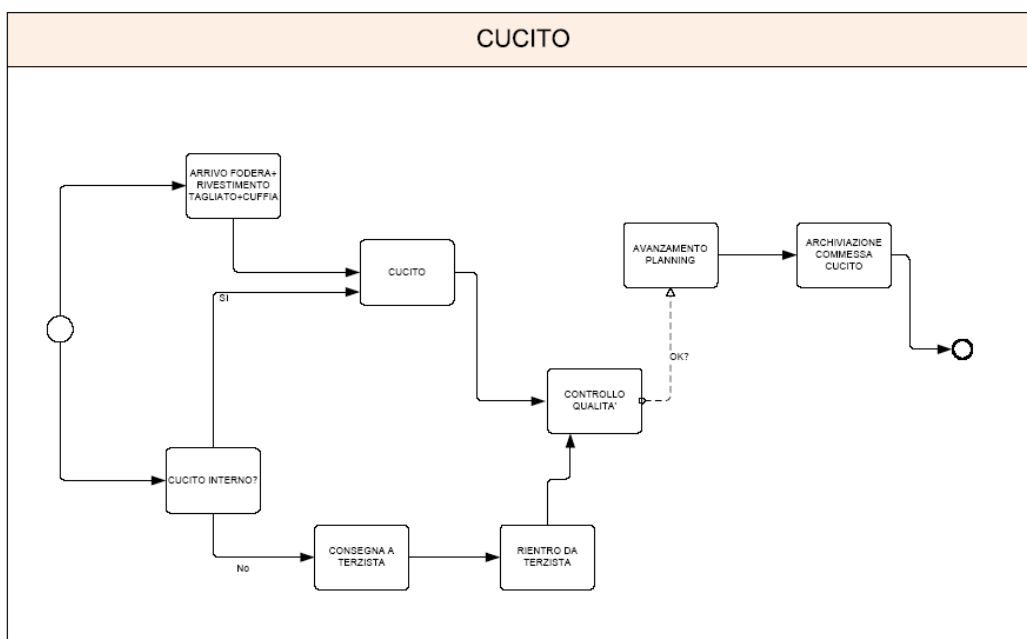 CUCITO
ARRIVO FODERA+
RIVESTIMENTO
TAGLIATO+CUFFIA
CUCITO
SI
AVANZAMENTO
PLANNING
ARCHIVIAZIONE
COMMESSA
CUCITO
OK?
CONTROLLO
QUALITA'
CUCITO INTERNO?
No
CONSEGNA A
TERZISTA
RIENTRO DA
TERZISTA